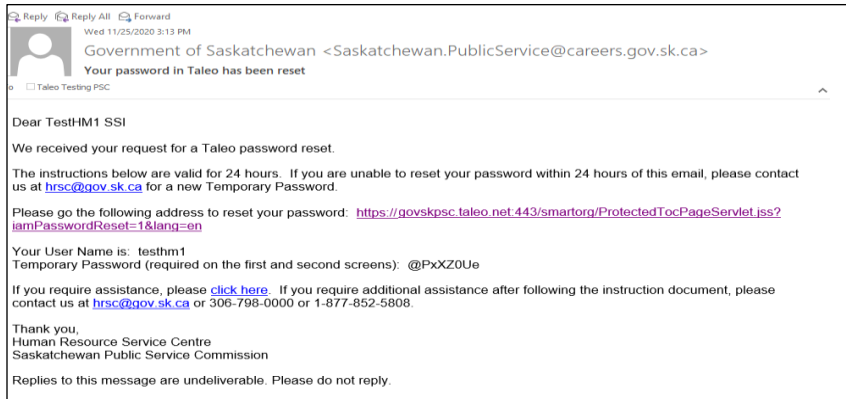 Reply Reply All Forward
Wed 11/25/2020 3:13 PM
Government of Saskatchewan <Saskatchewan.PublicService@careers.gov.sk.ca>
Your password in Taleo has been reset
o Taleo Testing PSC
Dear TestHM1 SSI
We received your request for a Taleo password reset.
The instructions below are valid for 24 hours. If you are unable to reset your password within 24 hours of this email, please contact
us at hrsc@gov.sk.ca for a new Temporary Password.
Please go the following address to reset your password: https://govskpsc.taleo.net:443/smartorg/ProtectedTocPageServlet.jss?
iamPasswordReset=1&lang=en
Your User Name is: testhm1
Temporary Password (required on the first and second screens): @PxXZ0Ue
If you require assistance, please click here. If you require additional assistance after following the instruction document, please
contact us at hrsc@gov.sk.ca or 306-798-0000 or 1-877-852-5808.
Thank you,
Human Resource Service Centre
Saskatchewan Public Service Commission
Replies to this message are undeliverable. Please do not reply.